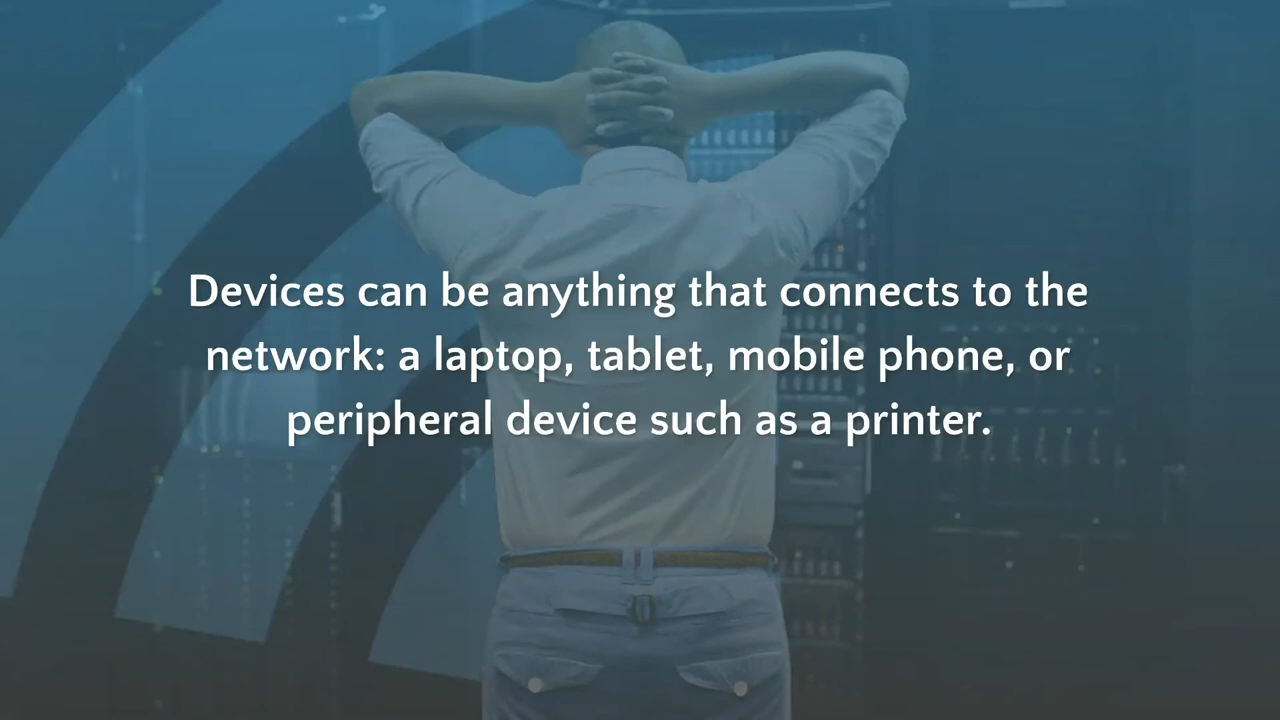 Devices can be anything that connects to the
network: a laptop, tablet, mobile phone, or
peripheral device such as a printer.